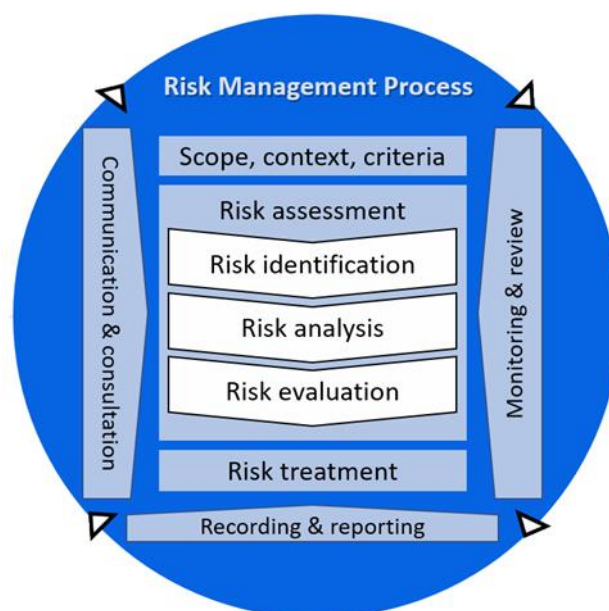 Risk Management Process
Scope, context, criteria
Risk assessment
Risk identification
Risk analysis
Risk evaluation
Risk treatment
Communication & consultation
Monitoring & review
Recording & reporting